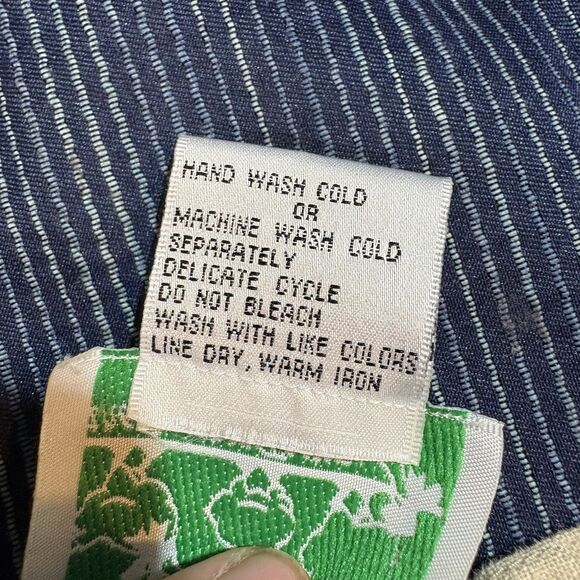 HAND WASH COLD
OR
MACHINE WASH COLD
SEPARATELY
DELICATE CYCLE
DO NOT BLEACH
WASH WITH LIKE COLORS
LINE DRY, WARM IRON